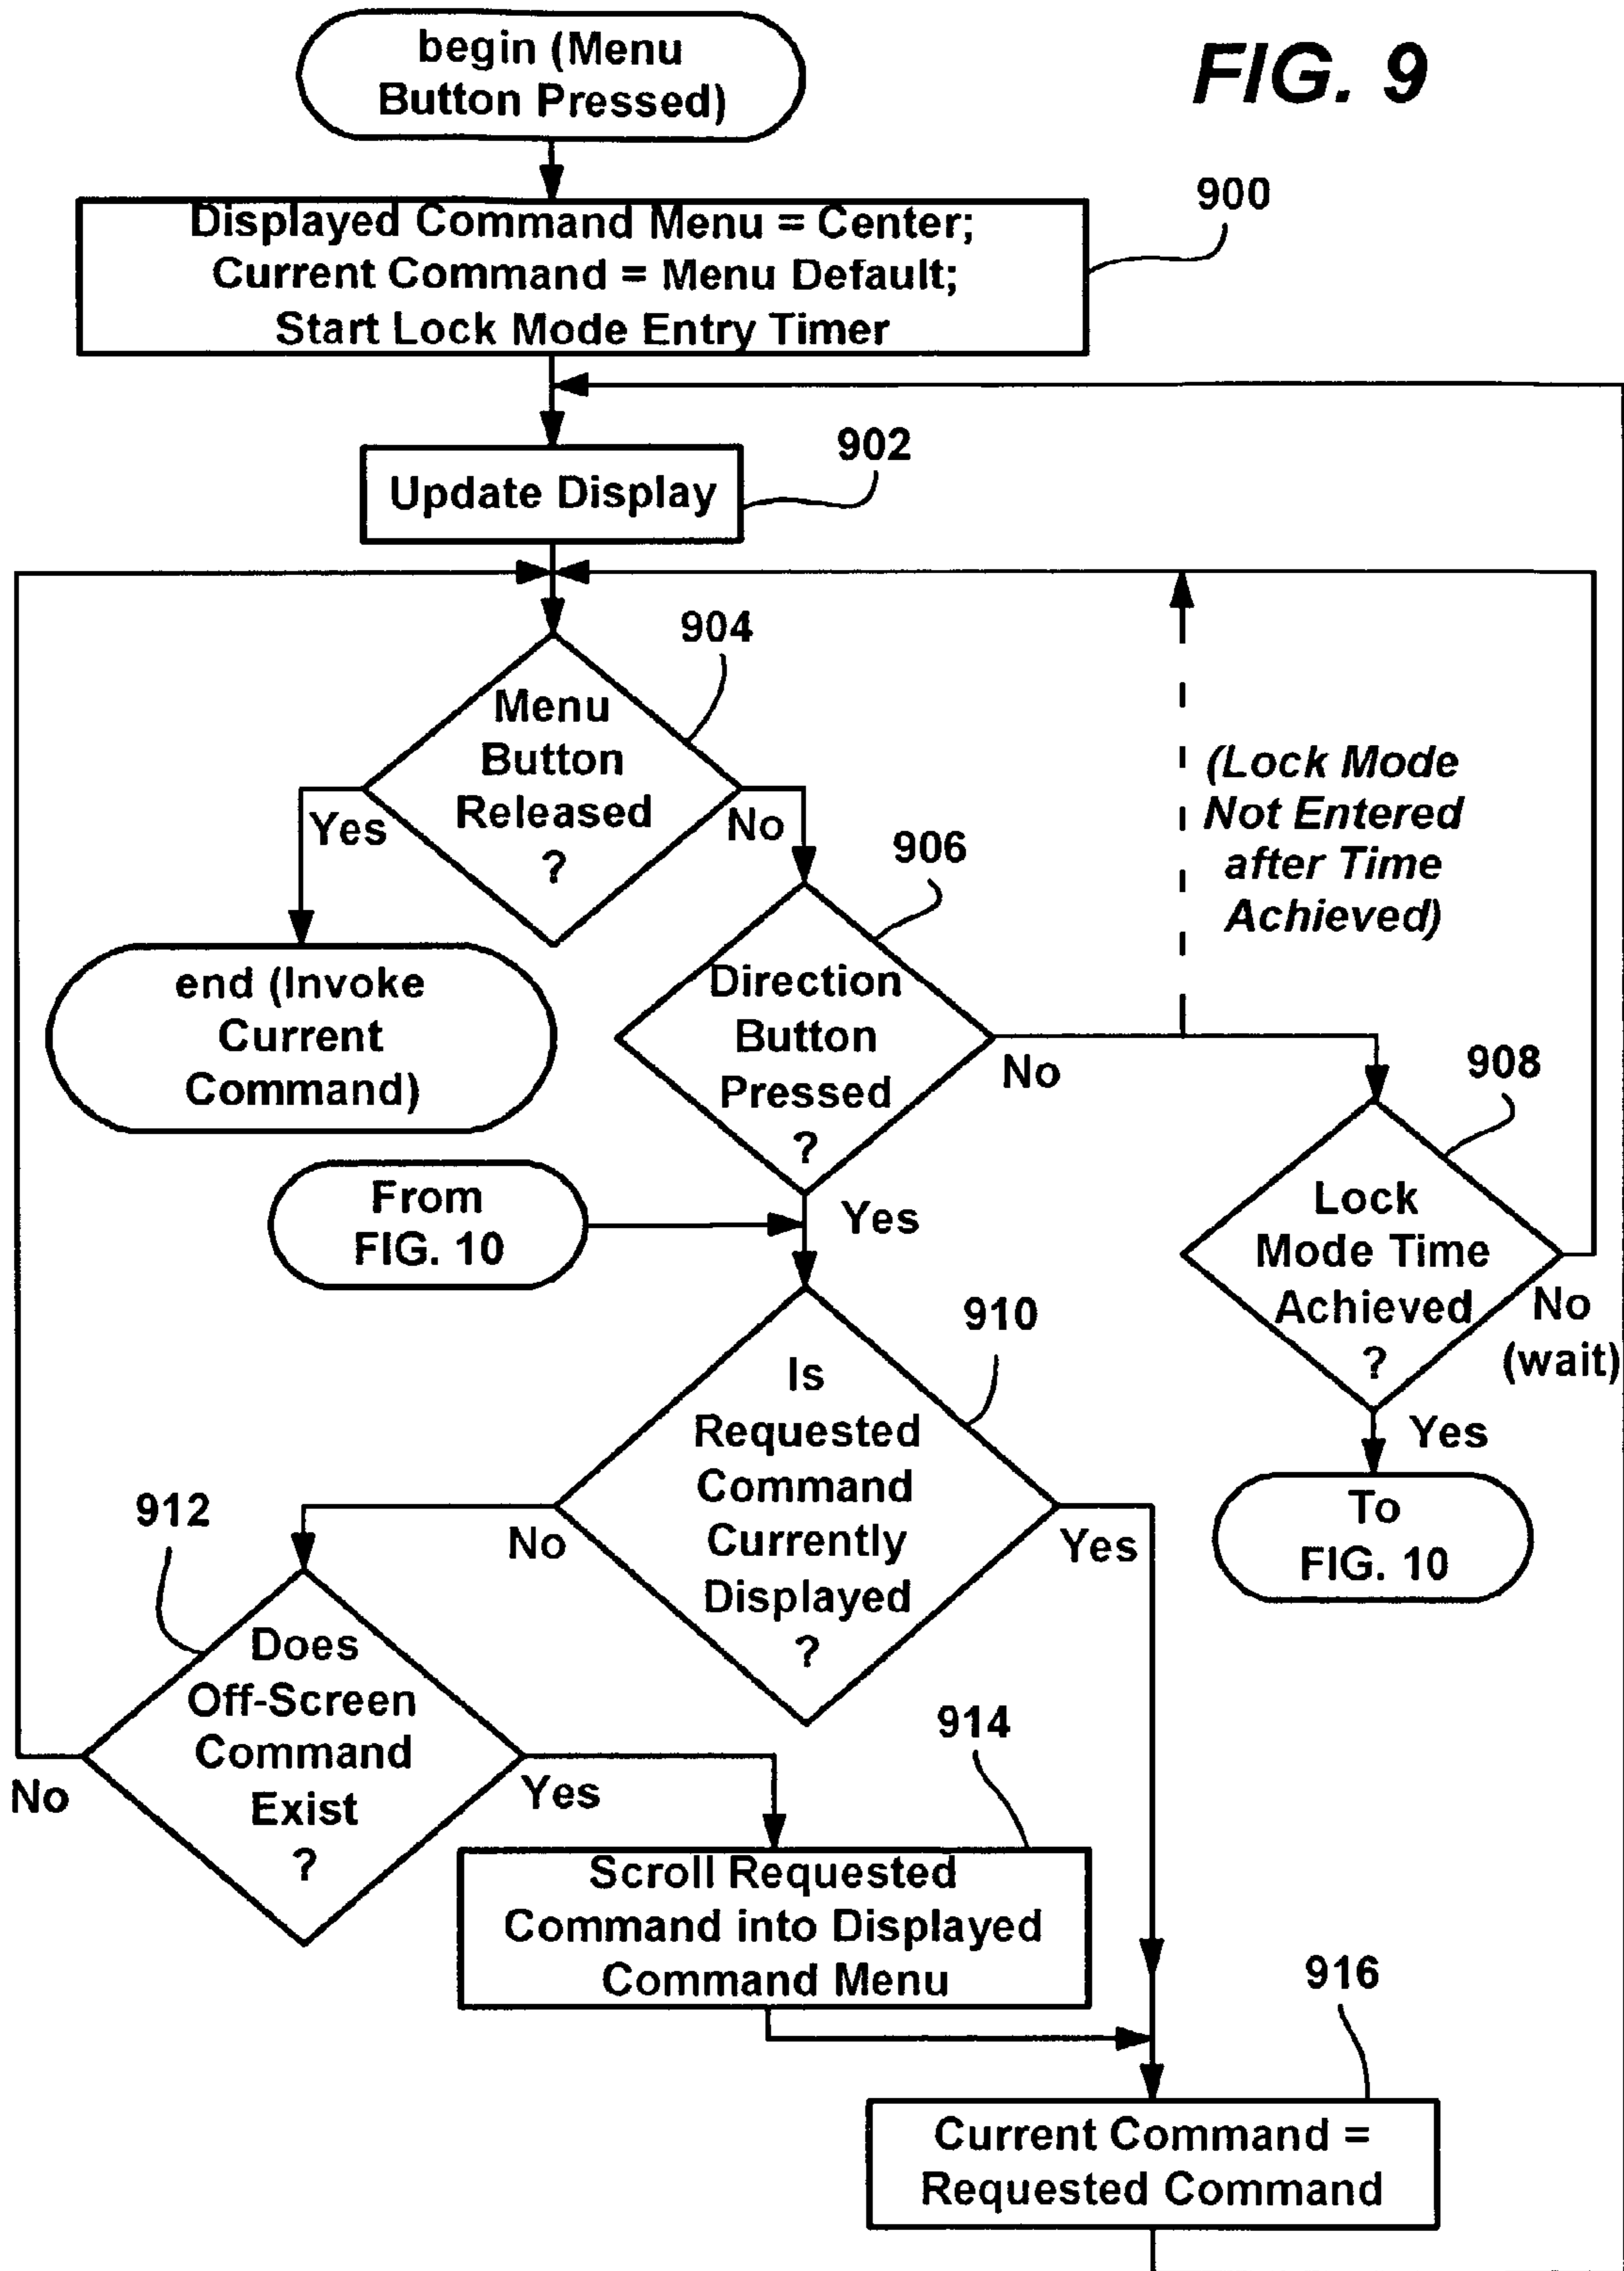 begin (Menu
Button Pressed)
FIG. 9
900
Displayed Command Menu = Center;
Current Command = Menu Default;
Start Lock Mode Entry Timer
902
Update Display
904
Menu
Button
Released
?
Yes
No
906
(Lock Mode
Not Entered
after Time
Achieved)
end (Invoke
Current
Command)
Direction
Button
Pressed
?
No
Yes
908
From
FIG. 10
Lock
Mode Time
Achieved
?
No
(wait)
Yes
To
FIG. 10
910
Is
Requested
Command
Currently
Displayed
?
No
Yes
912
Does
Off-Screen
Command
Exist
?
No
Yes
914
Scroll Requested
Command into Displayed
Command Menu
916
Current Command =
Requested Command